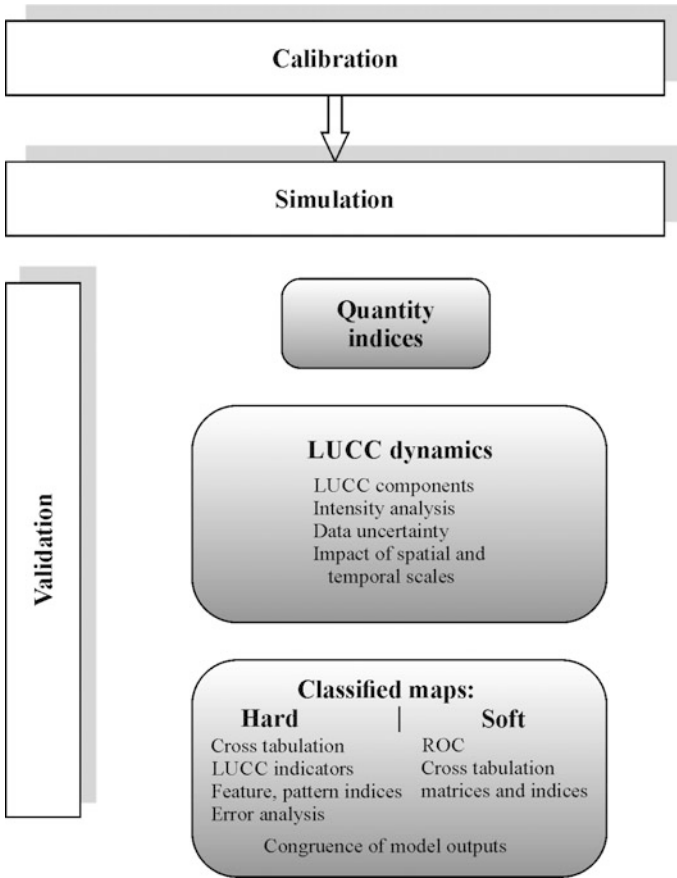 Calibration
Simulation
Validation
Quantity
indices
LUCC dynamics
LUCC components
Intensity analysis
Data uncertainty
Impact of spatial and
temporal scales
Classified maps:
Hard | Soft
Cross tabulation
LUCC indicators
Feature, pattern indices
Error analysis
ROC
Cross tabulation
matrices and indices
Congruence of model outputs